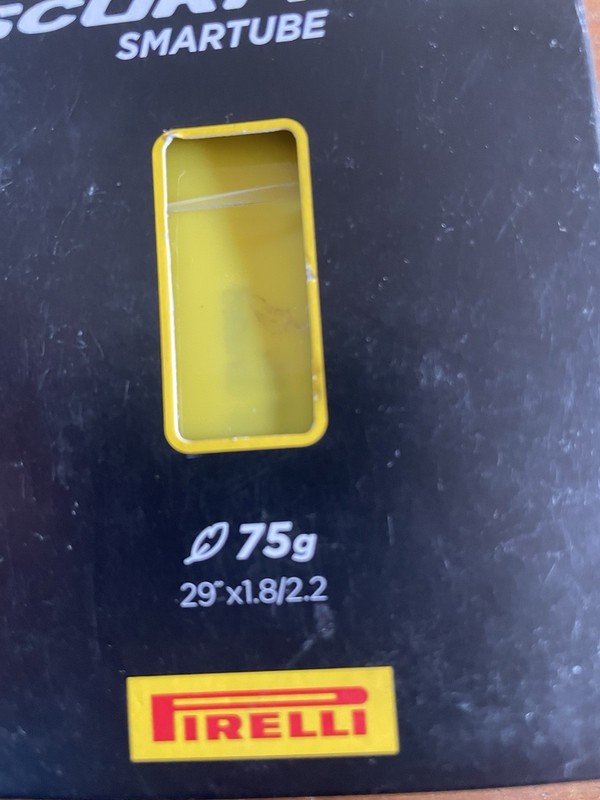 SMARTUBE
75g
29"x1.8/2.2
PIRELLI